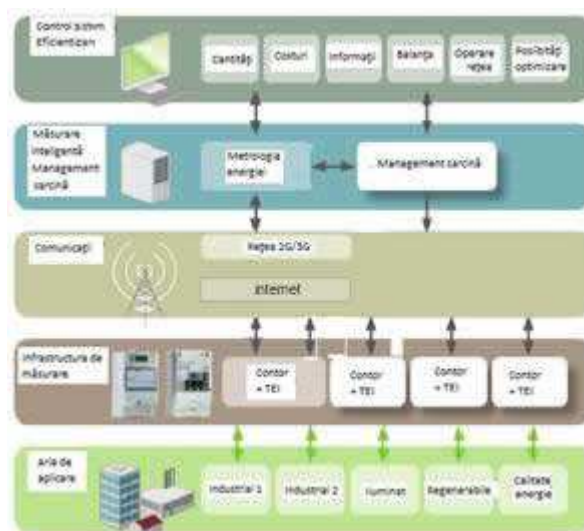 Control sistem
Eficientizări
Cantități
Costuri
Informații
Balanța
Operare
rețea
Posibilități
optimizare
Măsurare
inteligentă
Management
sarcină
Metrologia
energiei
Management sarcină
Comunicații
Rețea 2G/3G
internet
Infrastructura de
măsurare
Contor
+ TEI
Contor
+ TEI
Contor
+ TEI
Contor
+ TEI
Aria de
aplicare
Industrial 1
Industrial 2
Iluminat
Regenerabile
Calitate
energie